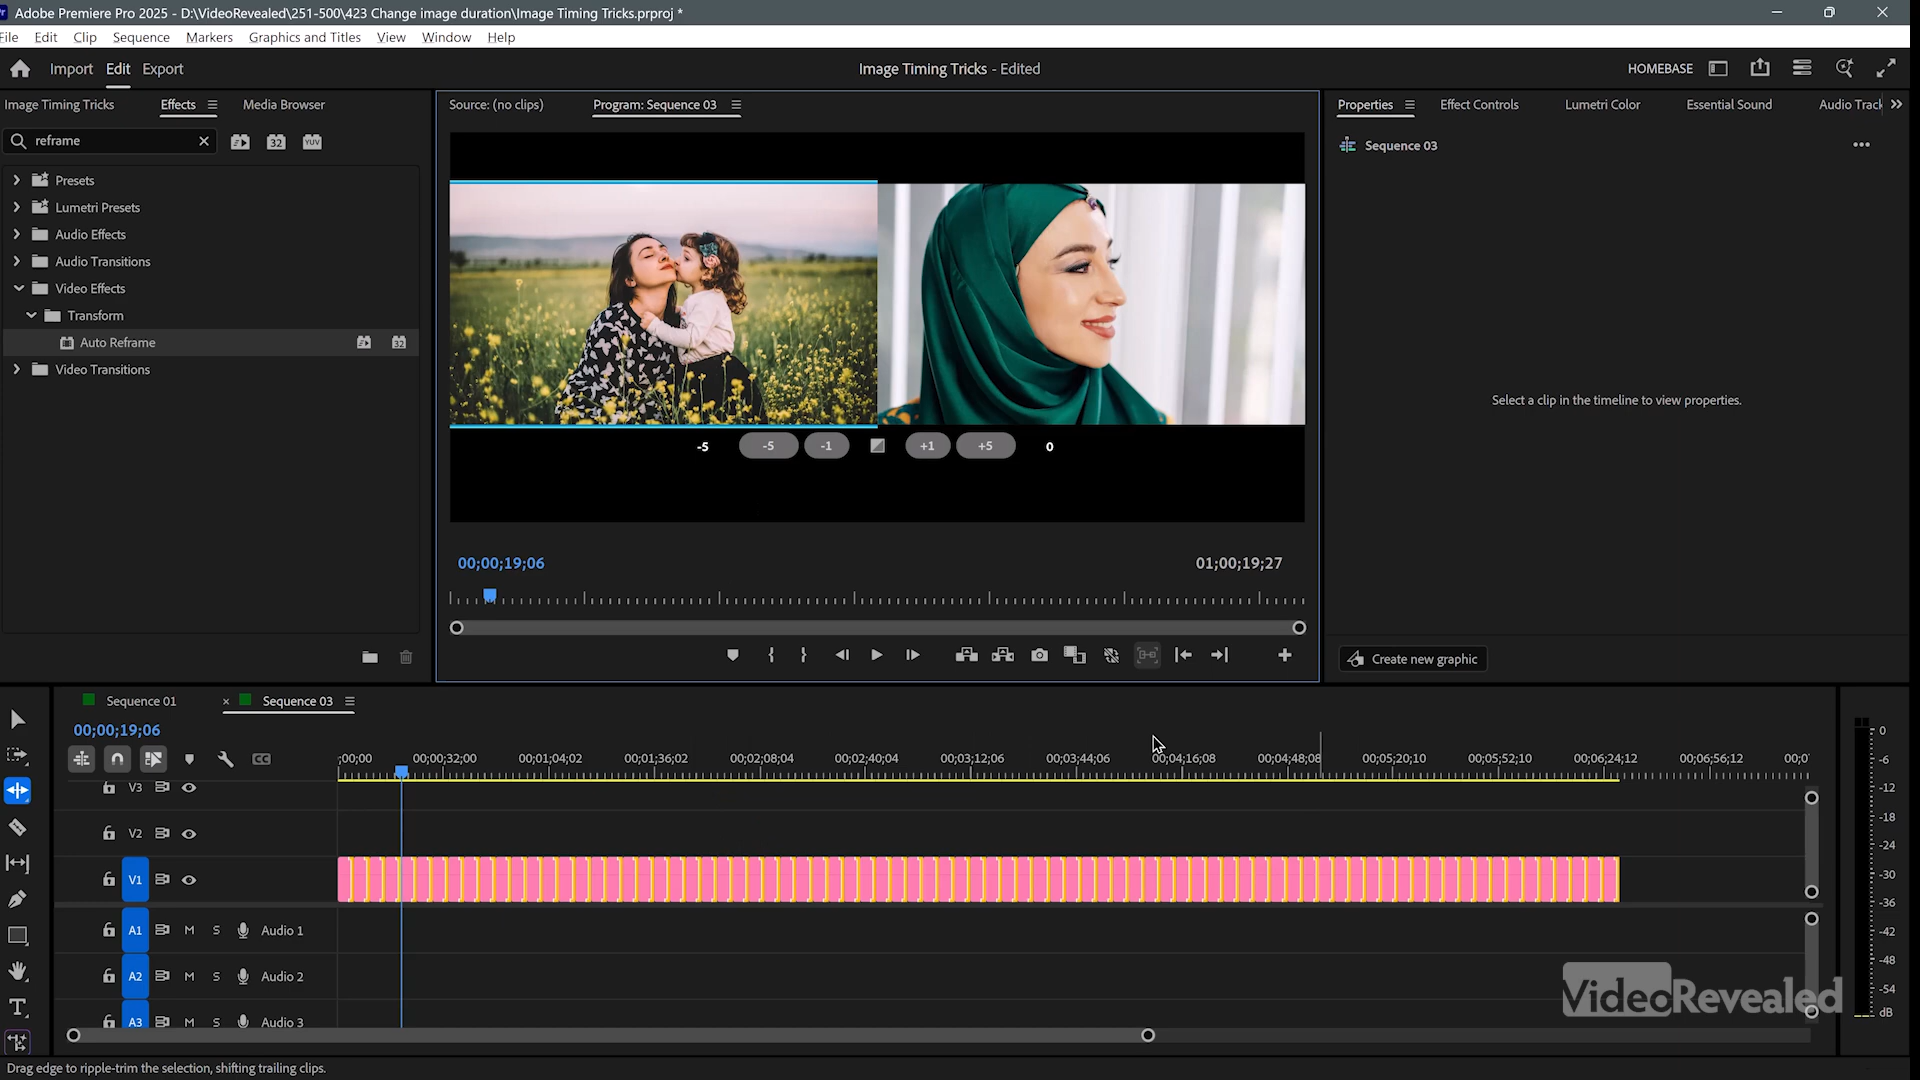 Adobe Premiere Pro 2025 - D:\VideoRevealed\251-500\423 Change image duration\Image Timing Tricks.prproj *
File Edit Clip Sequence Markers Graphics and Titles View Window Help
Import Edit Export
Image Timing Tricks - Edited
HOMEBASE
Image Timing Tricks Effects Media Browser
Source: (no clips) Program: Sequence 03
Properties Effect Controls Lumetri Color Essential Sound Audio Track
reframe
32 YUV
Sequence 03
Presets
Lumetri Presets
Audio Effects
Audio Transitions
Video Effects
Transform
Auto Reframe
32
Video Transitions
-5 -5 -1 +1 +5 0
Select a clip in the timeline to view properties.
00;00;19;06
01;00;19;27
Create new graphic
Sequence 01
× Sequence 03
00;00;19;06
CC
;00;00 00;00;32;00 00;01;04;02 00;01;36;02 00;02;08;04 00;02;40;04 00;03;12;06 00;03;44;06 00;04;16;08 00;04;48;08 00;05;20;10 00;05;52;10 00;06;24;12 00;06;56;12 00;0
V3
V2
V1
A1 M S Audio 1
A2 M S Audio 2
A3 M S Audio 3
0
-6
-12
-18
-24
-30
-36
-42
-48
-54
dB
VideoRevealed
Drag edge to ripple-trim the selection, shifting trailing clips.